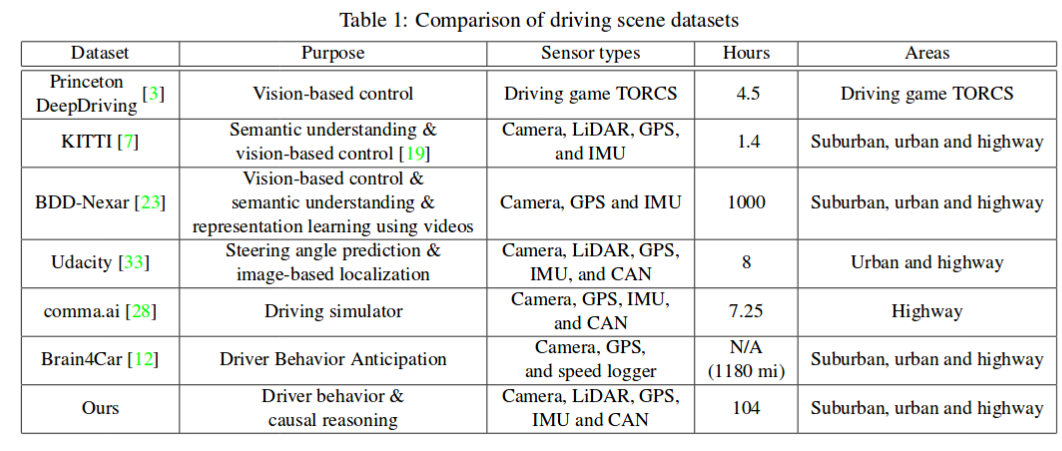 Table 1: Comparison of driving scene datasets
Dataset Purpose Sensor types Hours Areas
Princeton DeepDriving [3] Vision-based control Driving game TORCS 4.5 Driving game TORCS
KITTI [7] Semantic understanding & vision-based control [19] Camera, LiDAR, GPS, and IMU 1.4 Suburban, urban and highway
BDD-Nexar [23] Vision-based control & semantic understanding & representation learning using videos Camera, GPS and IMU 1000 Suburban, urban and highway
Udacity [33] Steering angle prediction & image-based localization Camera, LiDAR, GPS, IMU, and CAN 8 Urban and highway
comma.ai [28] Driving simulator Camera, GPS, IMU, and CAN 7.25 Highway
Brain4Car [12] Driver Behavior Anticipation Camera, GPS, and speed logger N/A (1180 mi) Suburban, urban and highway
Ours Driver behavior & causal reasoning Camera, LiDAR, GPS, IMU and CAN 104 Suburban, urban and highway